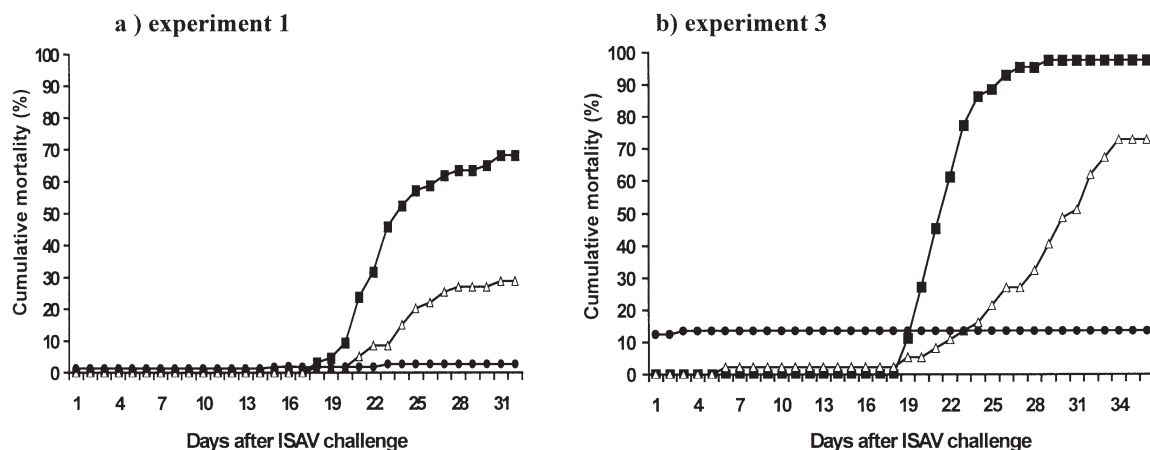 a ) experiment 1
100
90
80
70
60
50
40
30
20
10
0
Cumulative mortality (%)
1 4 7 10 13 16 19 22 25 28 31
Days after ISAV challenge
b) experiment 3
100
90
80
70
60
50
40
30
20
10
0
Cumulative mortality (%)
1 4 7 10 13 16 19 22 25 28 31 34
Days after ISAV challenge